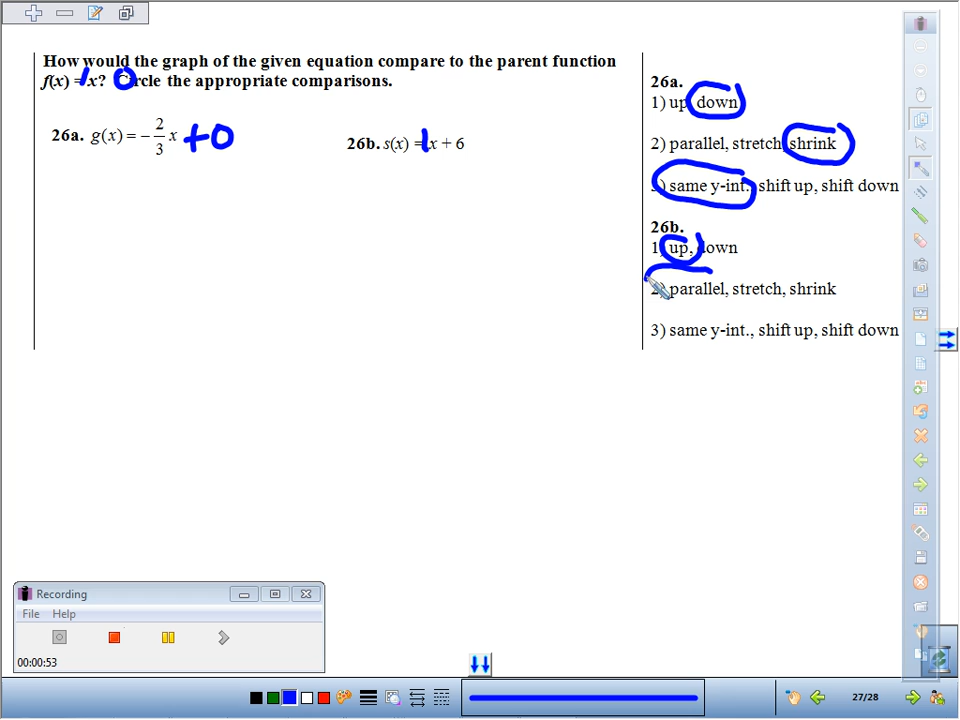 How would the graph of the given equation compare to the parent function
f(x) = 1x? 0 Circle the appropriate comparisons.
26a. g(x) = − 2/3 x +0
26b. s(x) = 1x + 6
26a.
1) up, down
2) parallel, stretch, shrink
3) same y-int., shift up, shift down
26b.
1) up, down
2) parallel, stretch, shrink
3) same y-int., shift up, shift down
Recording
File Help
00:00:53
27/28